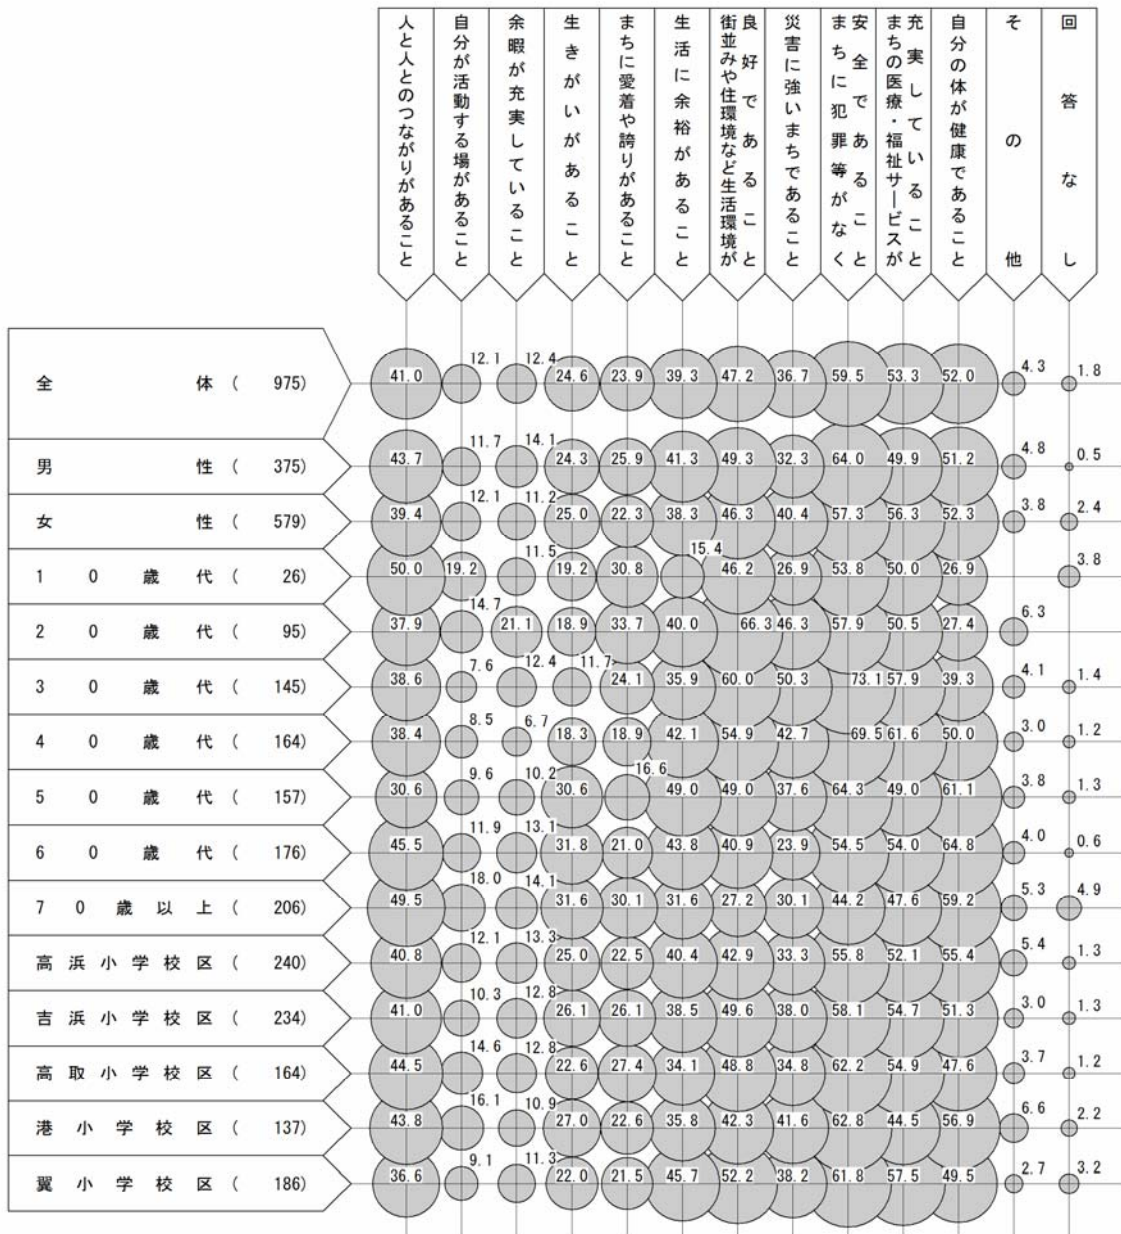 人と人とのつながりがあること
自分が活動する場があること
余暇が充実していること
生きがいがあること
まちに愛着や誇りがあること
生活に余裕があること
街並みや住環境など生活環境が
良好であること
災害に強いまちであること
まちに犯罪等がなく
安全であること
まちの医療・福祉サービスが
充実していること
自分の体が健康であること
その他
回答なし
全体( 975) 41.0 12.1 12.4 24.6 23.9 39.3 47.2 36.7 59.5 53.3 52.0 4.3 1.8
男性( 375) 43.7 11.7 14.1 24.3 25.9 41.3 49.3 32.3 64.0 49.9 51.2 4.8 0.5
女性( 579) 39.4 12.1 11.2 25.0 22.3 38.3 46.3 40.4 57.3 56.3 52.3 3.8 2.4
10歳代( 26) 50.0 19.2 11.5 19.2 30.8 15.4 46.2 26.9 53.8 50.0 26.9 3.8
20歳代( 95) 37.9 14.7 21.1 18.9 33.7 40.0 66.3 46.3 57.9 50.5 27.4 6.3
30歳代( 145) 38.6 7.6 12.4 11.7 24.1 35.9 60.0 50.3 73.1 57.9 39.3 4.1 1.4
40歳代( 164) 38.4 8.5 6.7 18.3 18.9 42.1 54.9 42.7 69.5 61.6 50.0 3.0 1.2
50歳代( 157) 30.6 9.6 10.2 30.6 16.6 49.0 49.0 37.6 64.3 49.0 61.1 3.8 1.3
60歳代( 176) 45.5 11.9 13.1 31.8 21.0 43.8 40.9 23.9 54.5 54.0 64.8 4.0 0.6
70歳以上( 206) 49.5 18.0 14.1 31.6 30.1 31.6 27.2 30.1 44.2 47.6 59.2 5.3 4.9
高浜小学校区( 240) 40.8 12.1 13.3 25.0 22.5 40.4 42.9 33.3 55.8 52.1 55.4 5.4 1.3
吉浜小学校区( 234) 41.0 10.3 12.8 26.1 26.1 38.5 49.6 38.0 58.1 54.7 51.3 3.0 1.3
高取小学校区( 164) 44.5 14.6 12.8 22.6 27.4 34.1 48.8 34.8 62.2 54.9 47.6 3.7 1.2
港小学校区( 137) 43.8 16.1 10.9 27.0 22.6 35.8 42.3 41.6 62.8 44.5 56.9 6.6 2.2
翼小学校区( 186) 36.6 9.1 11.3 22.0 21.5 45.7 52.2 38.2 61.8 57.5 49.5 2.7 3.2